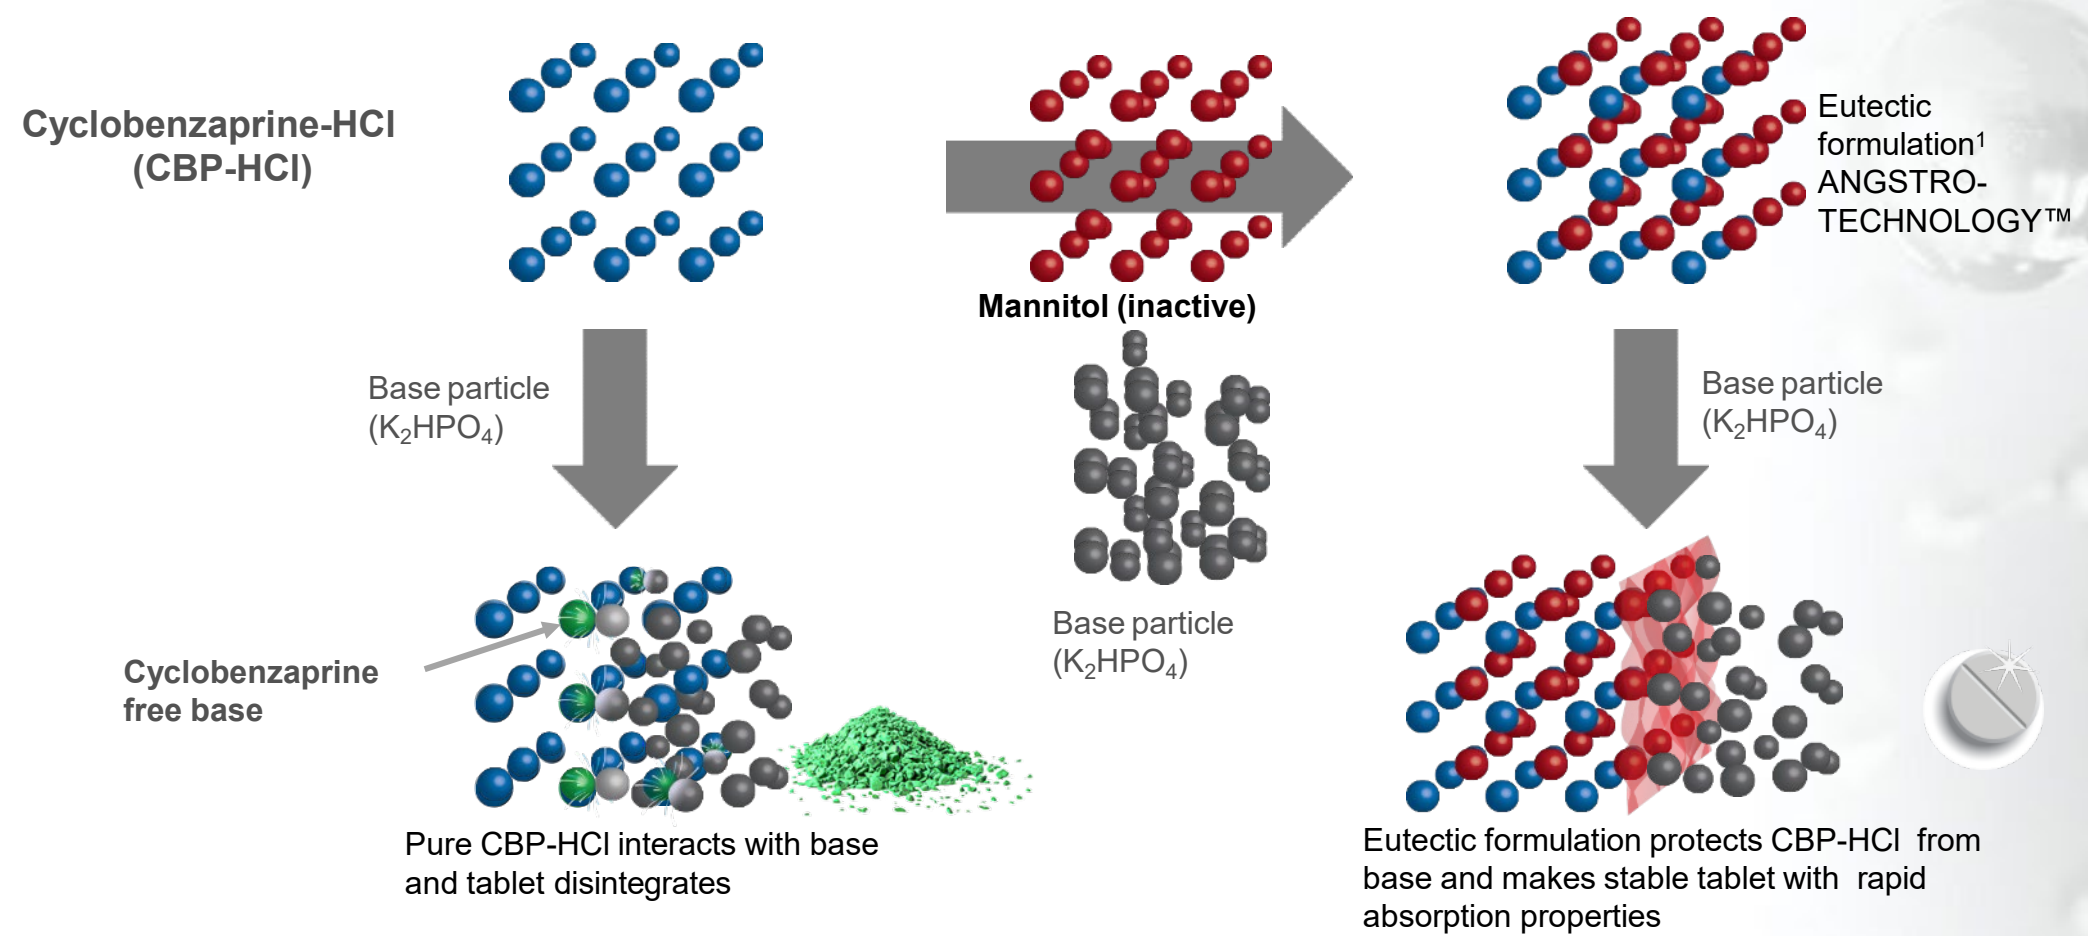 Cyclobenzaprine-HCl
(CBP-HCl)
Eutectic
formulation¹
ANGSTRO-
TECHNOLOGY™
Mannitol (inactive)
Base particle
(K₂HPO₄)
Base particle
(K₂HPO₄)
Base particle
(K₂HPO₄)
Cyclobenzaprine
free base
Pure CBP-HCl interacts with base
and tablet disintegrates
Eutectic formulation protects CBP-HCl from
base and makes stable tablet with rapid
absorption properties